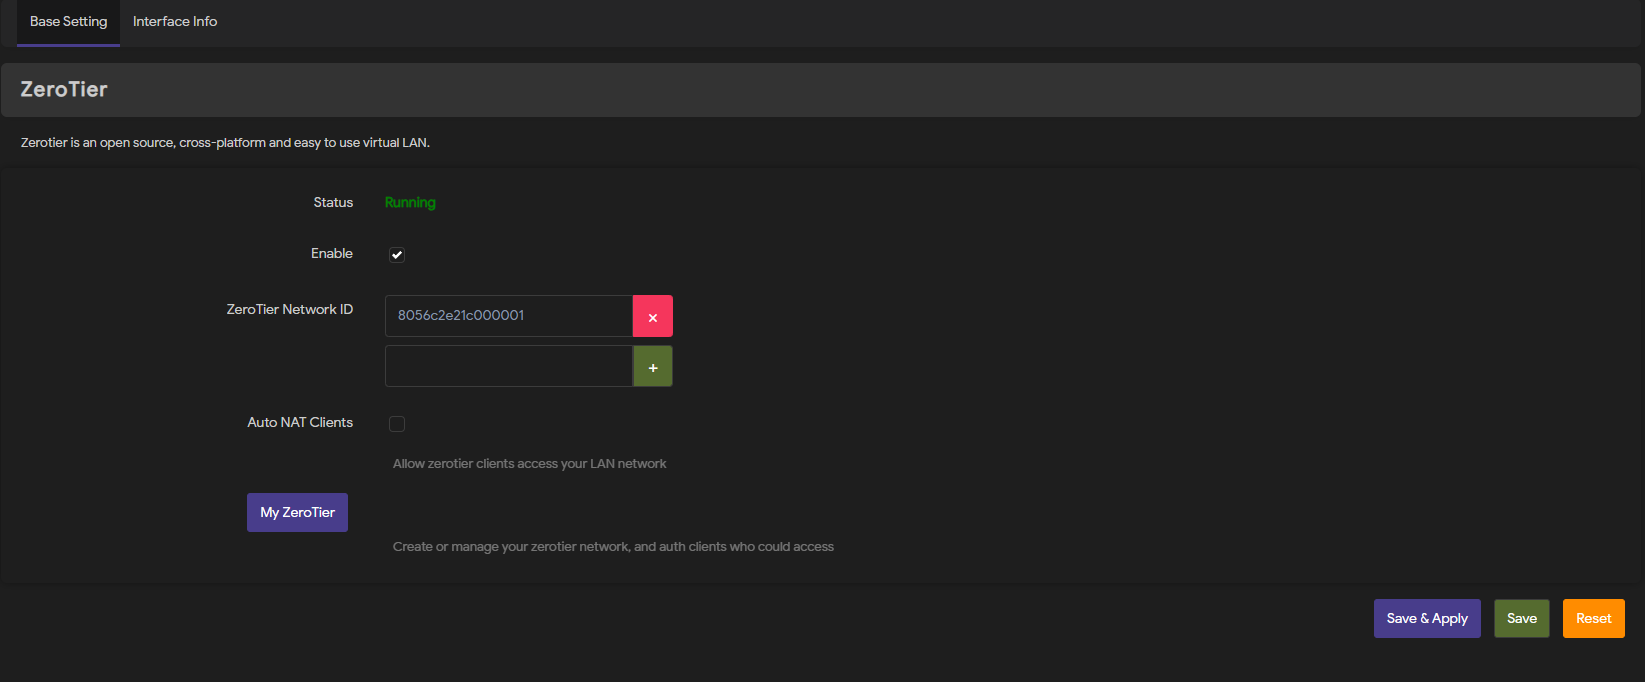 Base Setting
Interface Info
ZeroTier
Zerotier is an open source, cross-platform and easy to use virtual LAN.
Status Running
Enable
ZeroTier Network ID 8056c2e21c000001
×
+
Auto NAT Clients
Allow zerotier clients access your LAN network
My ZeroTier
Create or manage your zerotier network, and auth clients who could access
Save & Apply Save Reset